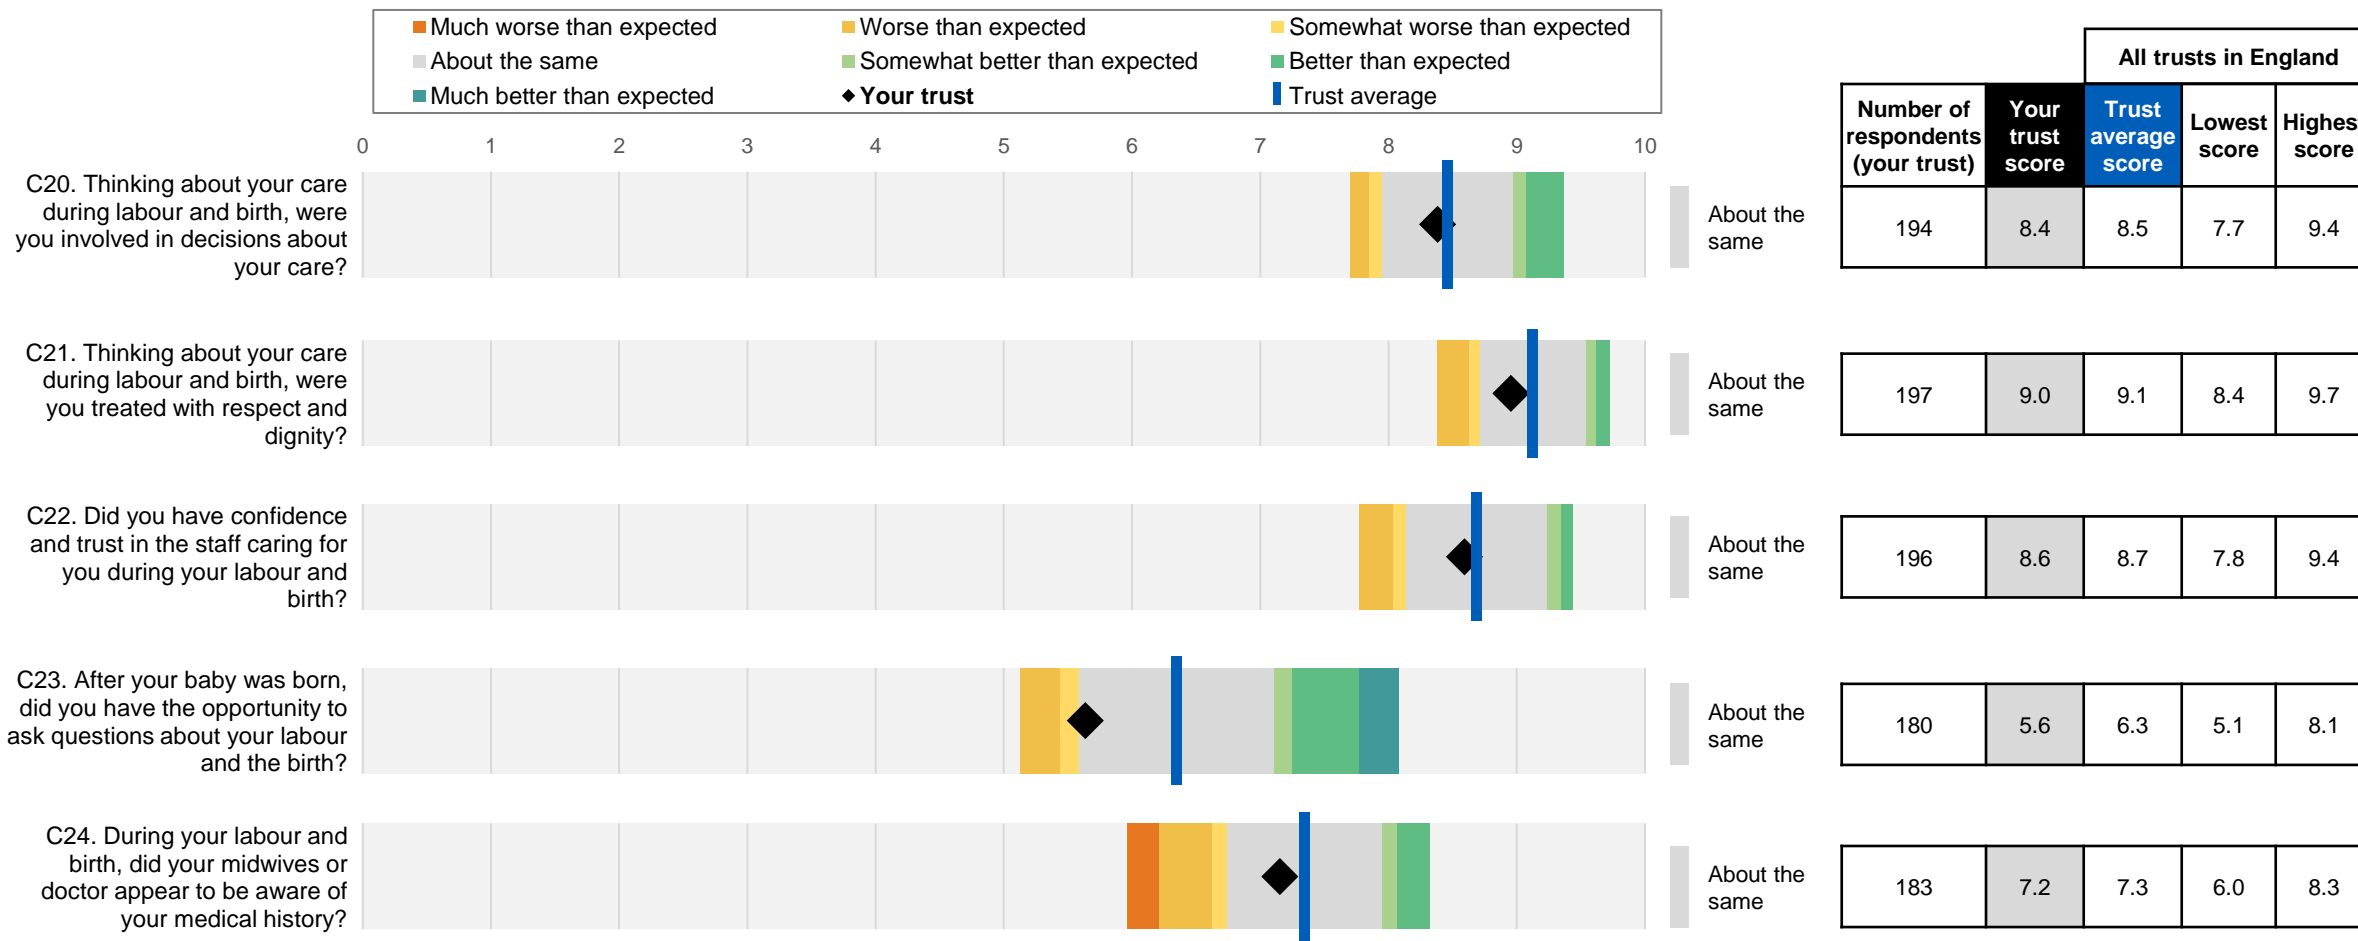 Much worse than expected
Worse than expected
Somewhat worse than expected
About the same
Somewhat better than expected
Better than expected
Much better than expected
Your trust
Trust average
0 1 2 3 4 5 6 7 8 9 10
All trusts in England
Number of
respondents
(your trust)
Your
trust
score
Trust
average
score
Lowest
score
Highest
score
C20. Thinking about your care
during labour and birth, were
you involved in decisions about
your care?
About the
same
194 8.4 8.5 7.7 9.4
C21. Thinking about your care
during labour and birth, were
you treated with respect and
dignity?
About the
same
197 9.0 9.1 8.4 9.7
C22. Did you have confidence
and trust in the staff caring for
you during your labour and
birth?
About the
same
196 8.6 8.7 7.8 9.4
C23. After your baby was born,
did you have the opportunity to
ask questions about your labour
and the birth?
About the
same
180 5.6 6.3 5.1 8.1
C24. During your labour and
birth, did your midwives or
doctor appear to be aware of
your medical history?
About the
same
183 7.2 7.3 6.0 8.3